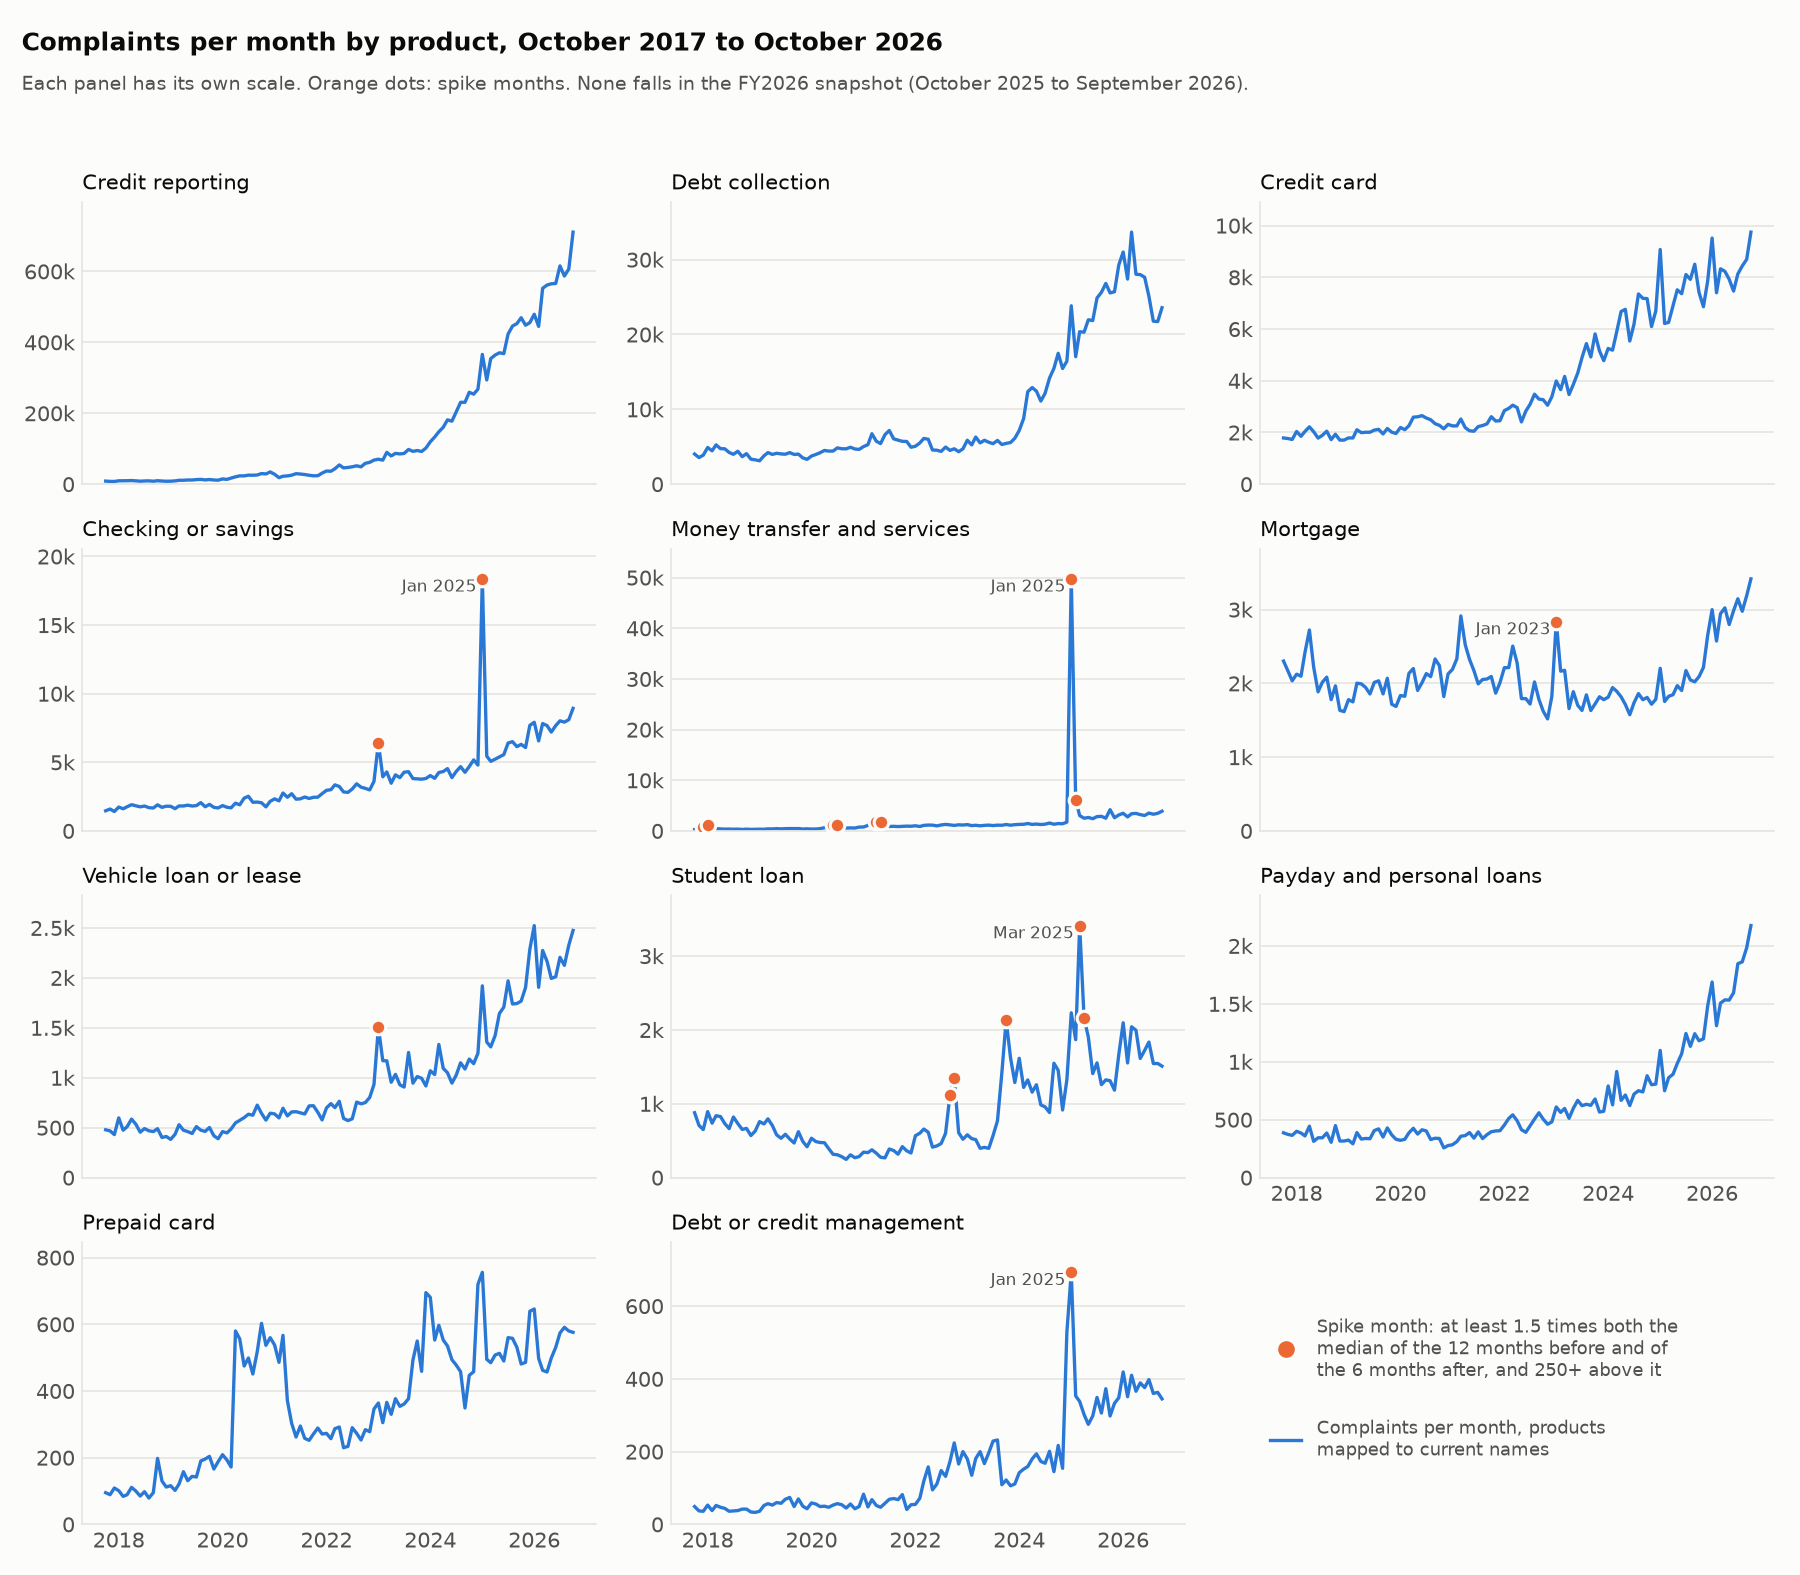 Complaints per month by product, October 2017 to October 2026
Each panel has its own scale. Orange dots: spike months. None falls in the FY2026 snapshot (October 2025 to September 2026).
Credit reporting
600k
400k
200k
0
Debt collection
30k
20k
10k
0
Credit card
10k
8k
6k
4k
2k
0
Checking or savings
20k
15k
10k
5k
0
Jan 2025
Money transfer and services
50k
40k
30k
20k
10k
0
Jan 2025
Mortgage
3k
2k
1k
0
Jan 2023
Vehicle loan or lease
2.5k
2k
1.5k
1k
500
0
Student loan
3k
2k
1k
0
Mar 2025
Payday and personal loans
2k
1.5k
1k
500
0
2018 2020 2022 2024 2026
Prepaid card
800
600
400
200
0
2018 2020 2022 2024 2026
Debt or credit management
600
400
200
0
Jan 2025
2018 2020 2022 2024 2026
Spike month: at least 1.5 times both the
median of the 12 months before and of
the 6 months after, and 250+ above it
Complaints per month, products
mapped to current names